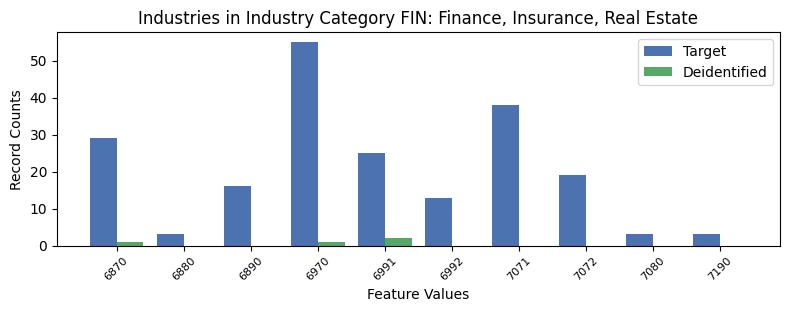 Industries in Industry Category FIN: Finance, Insurance, Real Estate
Target
Deidentified
Record Counts
50
40
30
20
10
0
6870 6880 6890 6970 6991 6992 7071 7072 7080 7190
Feature Values